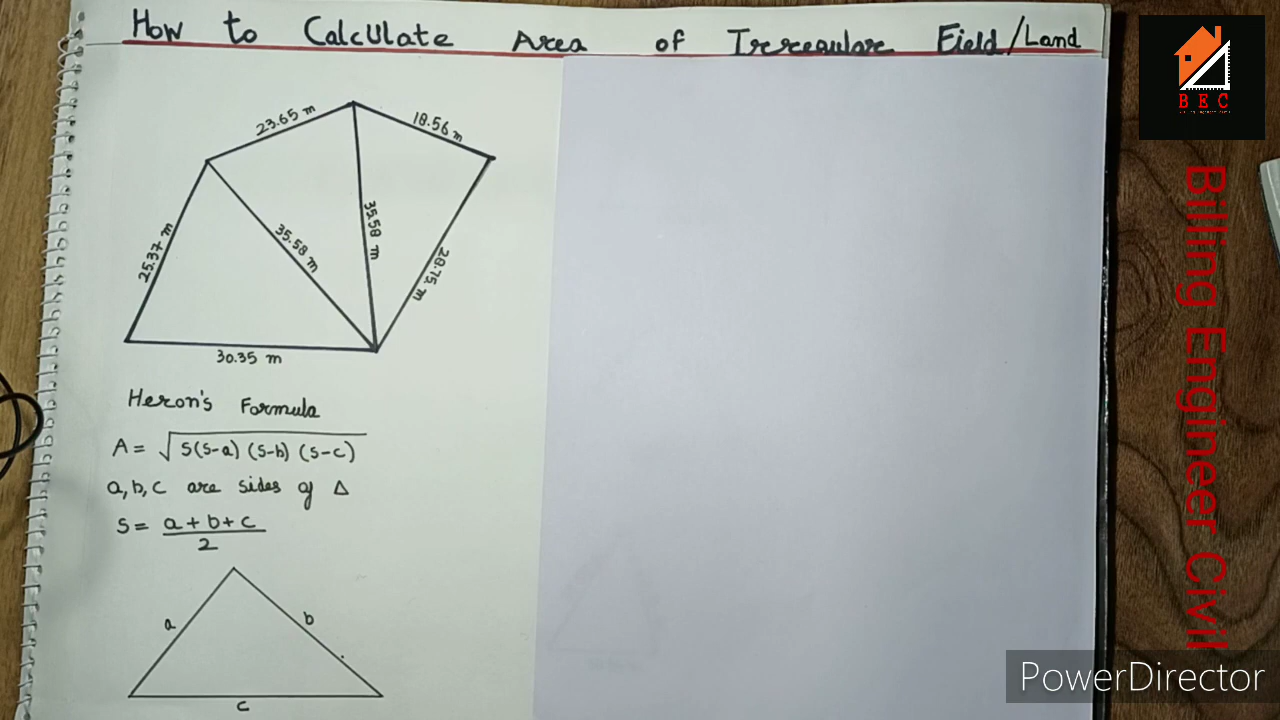 How to Calculate Area of Irregular Field/Land
BEC
23.65 m
18.56 m
25.37 m
35.58 m
35.58 m
28.75 m
30.35 m
Heron's Formula
A = √S(S-a) (S-b) (S-c)
a, b, c are sides of Δ
S = a + b + c
2
a
b
c
Billing Engineer Civil
PowerDirector